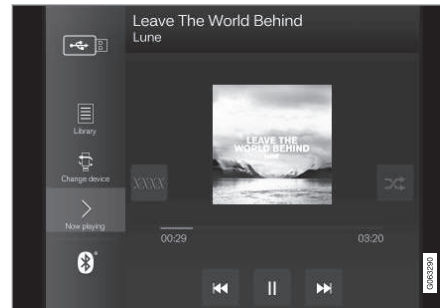 Leave The World Behind
Lune
Library
LEAVE THE
WORLD BEHIND
LUNE
Change device
XXXX
Now playing
00:29
03:20
G063290